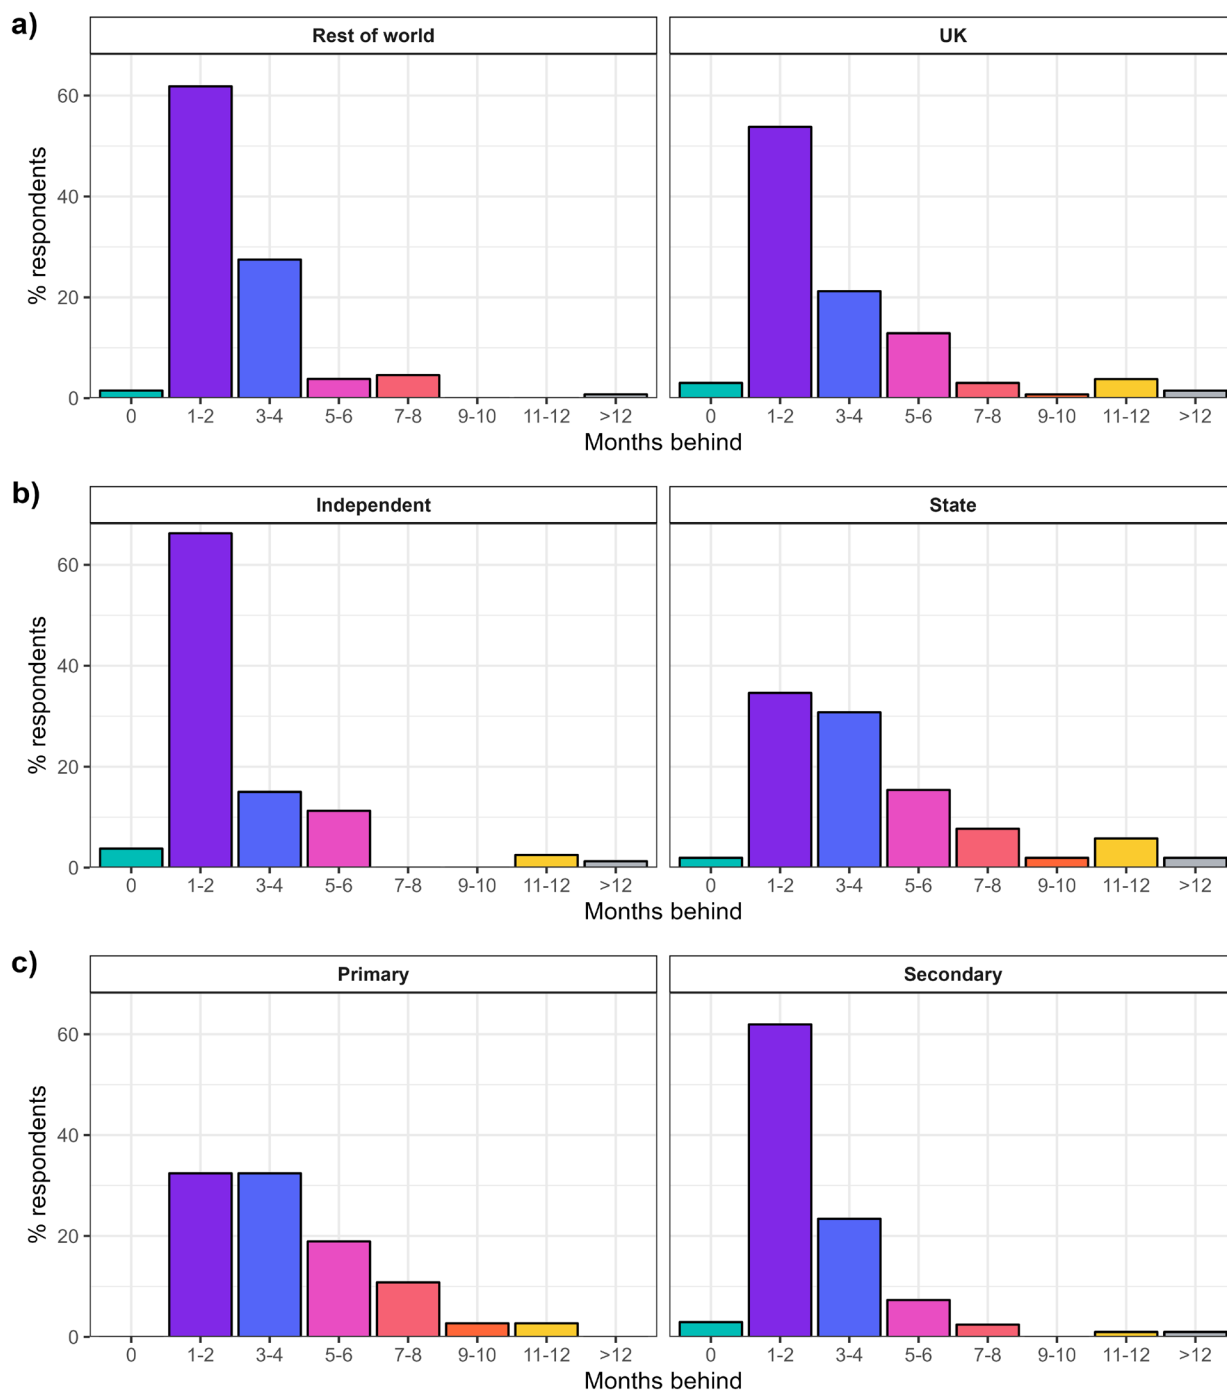 a)
Rest of world
UK
% respondents
60
40
20
0
0 1-2 3-4 5-6 7-8 9-10 11-12 >12
0 1-2 3-4 5-6 7-8 9-10 11-12 >12
Months behind
b)
Independent
State
% respondents
60
40
20
0
0 1-2 3-4 5-6 7-8 9-10 11-12 >12
0 1-2 3-4 5-6 7-8 9-10 11-12 >12
Months behind
c)
Primary
Secondary
% respondents
60
40
20
0
0 1-2 3-4 5-6 7-8 9-10 11-12 >12
0 1-2 3-4 5-6 7-8 9-10 11-12 >12
Months behind